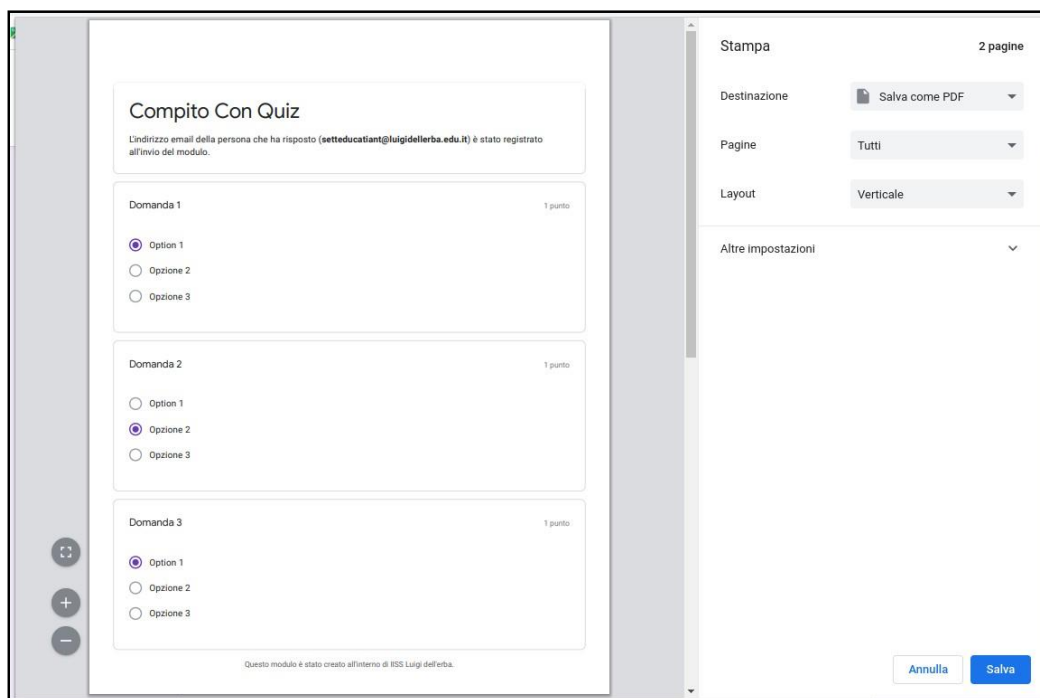 Compito Con Quiz
L'indirizzo email della persona che ha risposto (setteducatiant@luigidellerba.edu.it) è stato registrato
all'invio del modulo.
Domanda 1 1 punto
Option 1
Opzione 2
Opzione 3
Domanda 2 1 punto
Option 1
Opzione 2
Opzione 3
Domanda 3 1 punto
Option 1
Opzione 2
Opzione 3
Questo modulo è stato creato all'interno di IISS Luigi dell'erba.
Stampa 2 pagine
Destinazione Salva come PDF
Pagine Tutti
Layout Verticale
Altre impostazioni
Annulla Salva